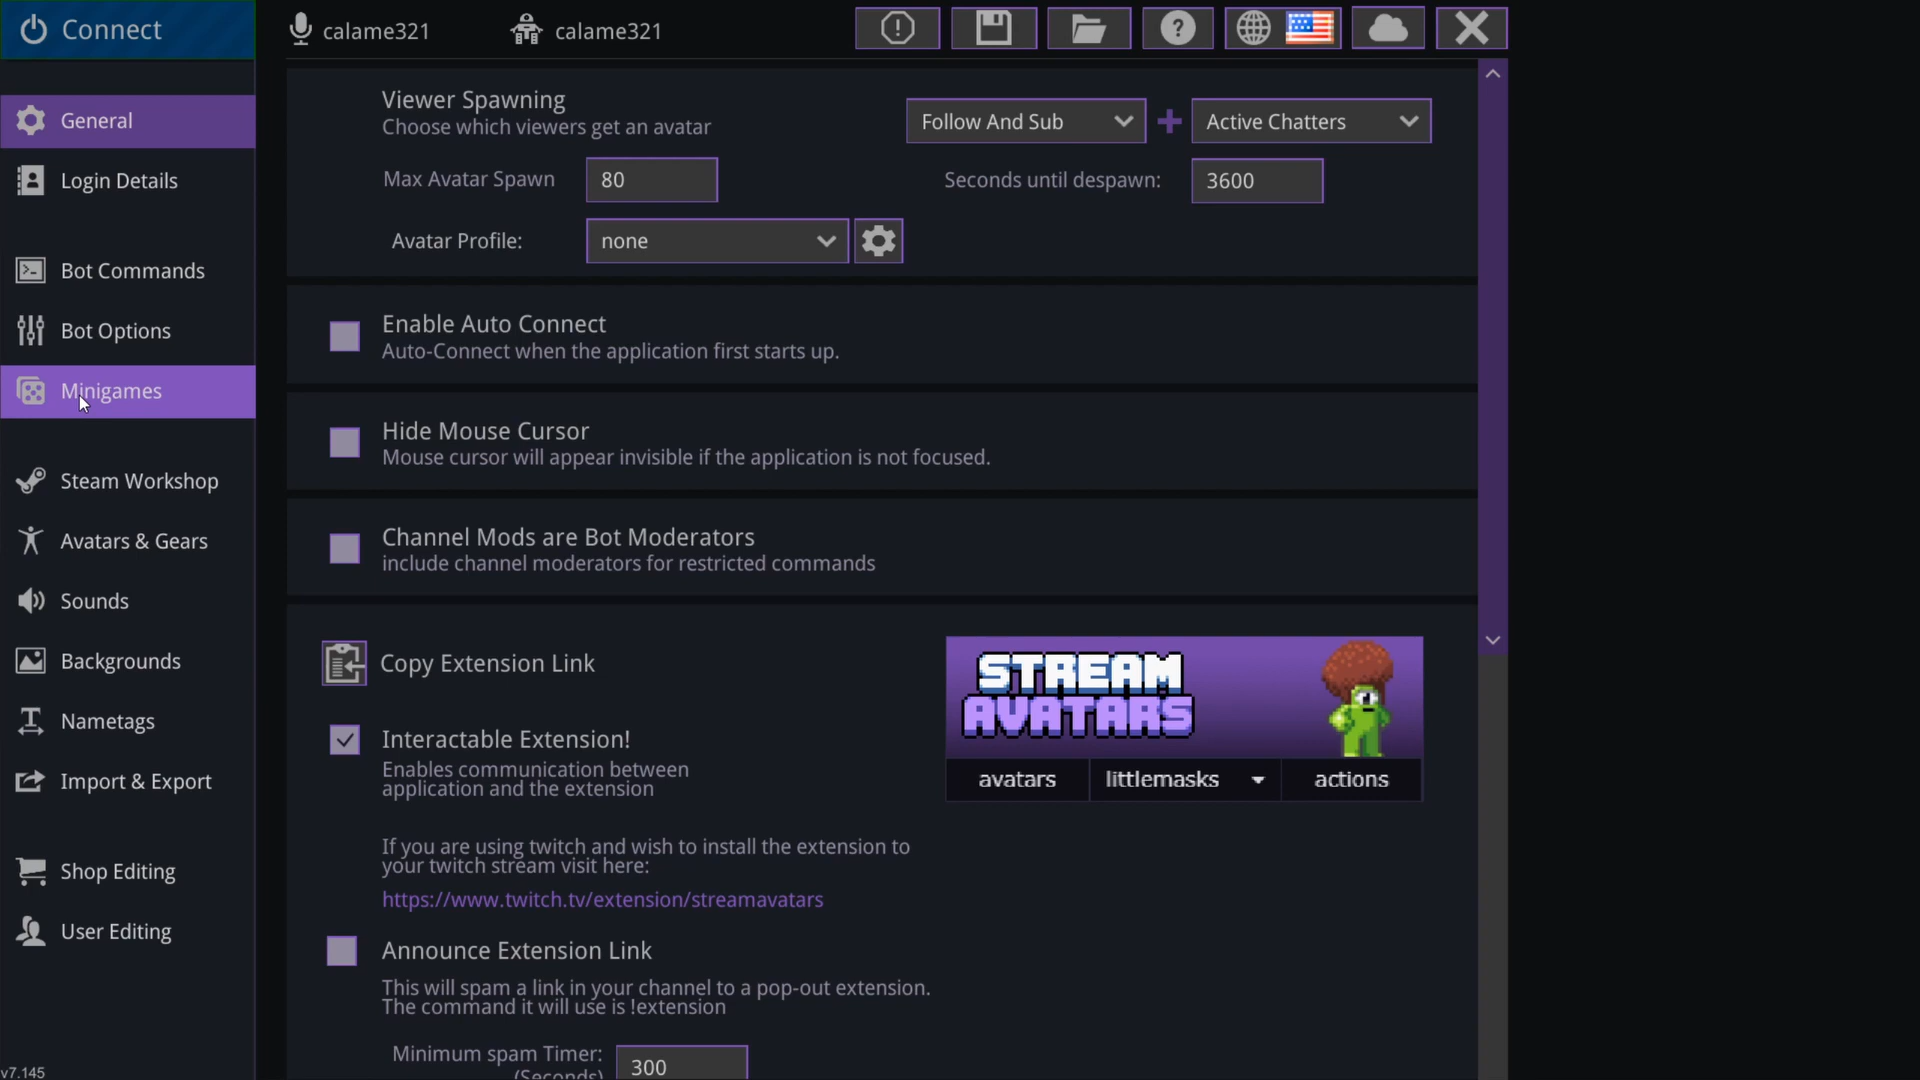 Connect
calame321
calame321
General
Login Details
Bot Commands
Bot Options
Minigames
Steam Workshop
Avatars & Gears
Sounds
Backgrounds
Nametags
Import & Export
Shop Editing
User Editing
v7.145
Viewer Spawning
Choose which viewers get an avatar
Follow And Sub
Active Chatters
Max Avatar Spawn
80
Seconds until despawn:
3600
Avatar Profile:
none
Enable Auto Connect
Auto-Connect when the application first starts up.
Hide Mouse Cursor
Mouse cursor will appear invisible if the application is not focused.
Channel Mods are Bot Moderators
include channel moderators for restricted commands
Copy Extension Link
STREAM
AVATARS
avatars
littlemasks
actions
Interactable Extension!
Enables communication between
application and the extension
If you are using twitch and wish to install the extension to
your twitch stream visit here:
https://www.twitch.tv/extension/streamavatars
Announce Extension Link
This will spam a link in your channel to a pop-out extension.
The command it will use is !extension
Minimum spam Timer:
(Seconds)
300